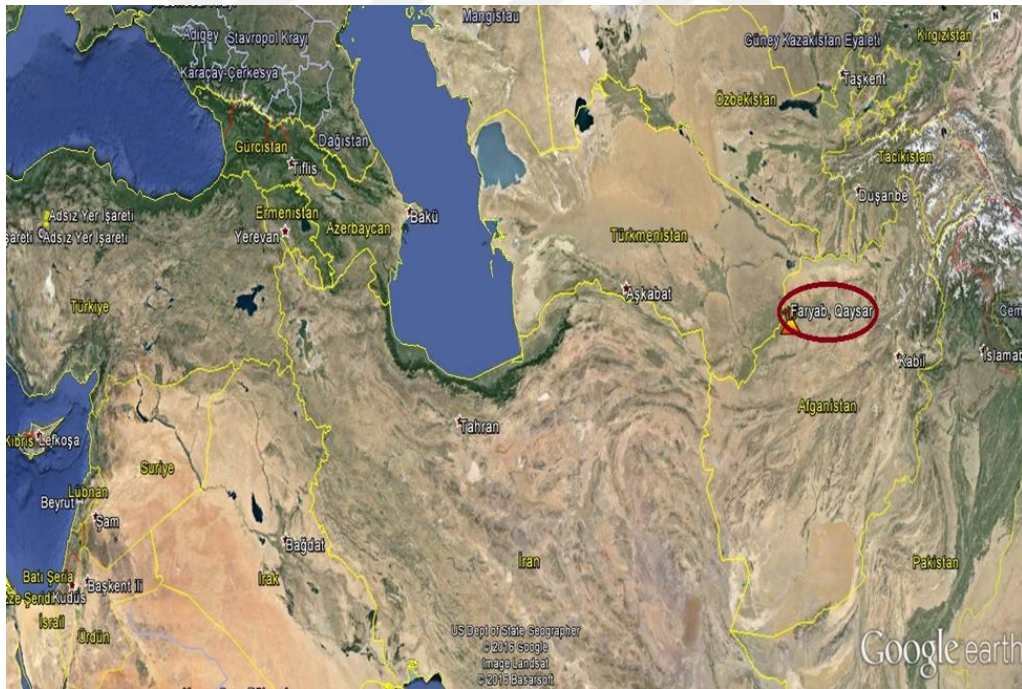 Mangistau
Adıgey
Stavropol Krayı
Güney Kazakistan Eyaleti
Kırgızistan
N
Karaçay-Çerkesya
Taşkent
Özbekistan
Gürcistan
Dağıstan
Tiflis
Tacikistan
Duşanbe
Adsız Yer İşareti
Adsız Yer İşareti
Ermenistan
Bakü
Yerevan
Azerbaycan
Türkmenistan
Aşkabat
Türkiye
Faryab, Qaysar
Kabil
Afganistan
Tahran
Kıbrıs
Lefkoşa
Suriye
Lübnan
Beyrut
Şam
Bağdat
İran
Irak
Pakistan
Batı Şeria
Başkent ili
Kudüs
İsrail
Ürdün
US Dept of State Geographer
© 2016 Google
Image Landsat
© 2016 Basarsoft
Google earth